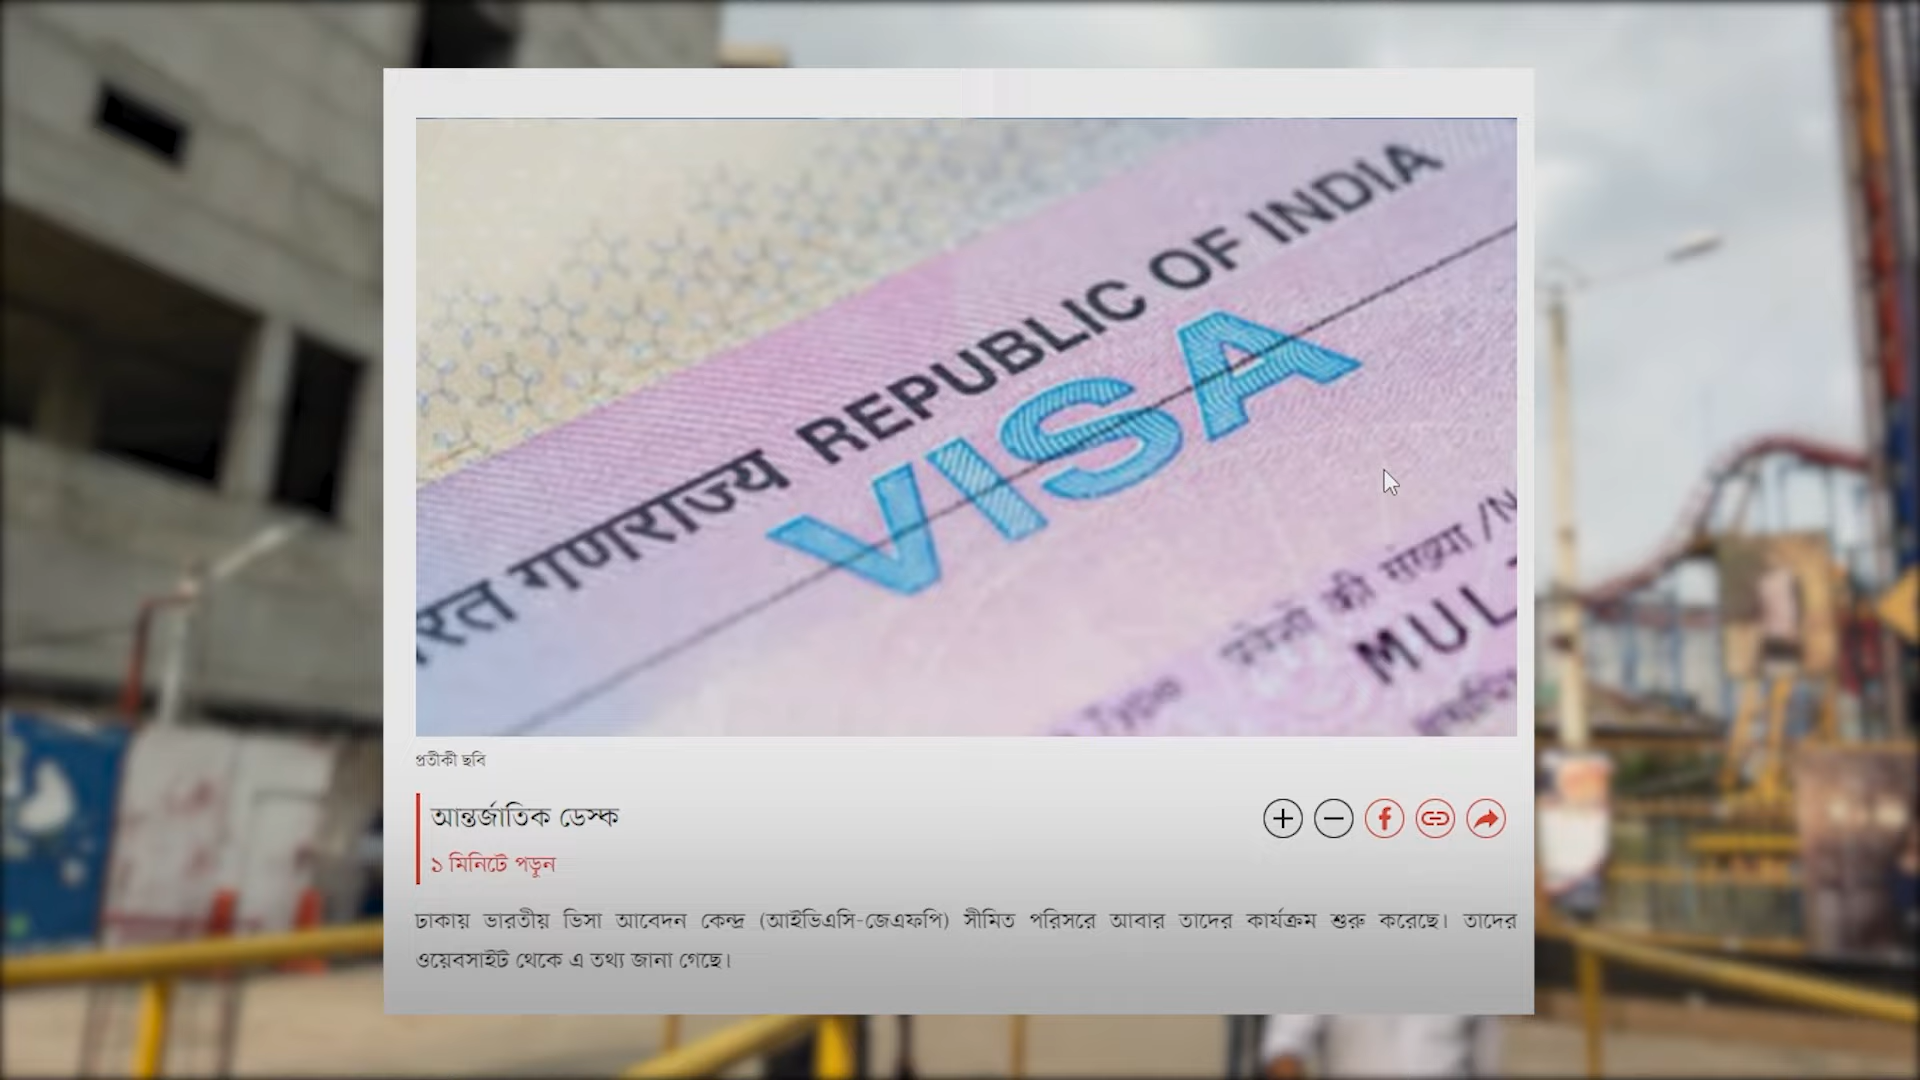 भारत गणराज्य REPUBLIC OF INDIA
VISA
की संख्या /N
MUL
Type
প্রতীকী ছবি
আন্তর্জাতিক ডেস্ক
১ মিনিটে পড়ুন
ঢাকায় ভারতীয় ভিসা আবেদন কেন্দ্র (আইভিএসি-জেএফপি) সীমিত পরিসরে আবার তাদের কার্যক্রম শুরু করেছে। তাদের
ওয়েবসাইট থেকে এ তথ্য জানা গেছে।